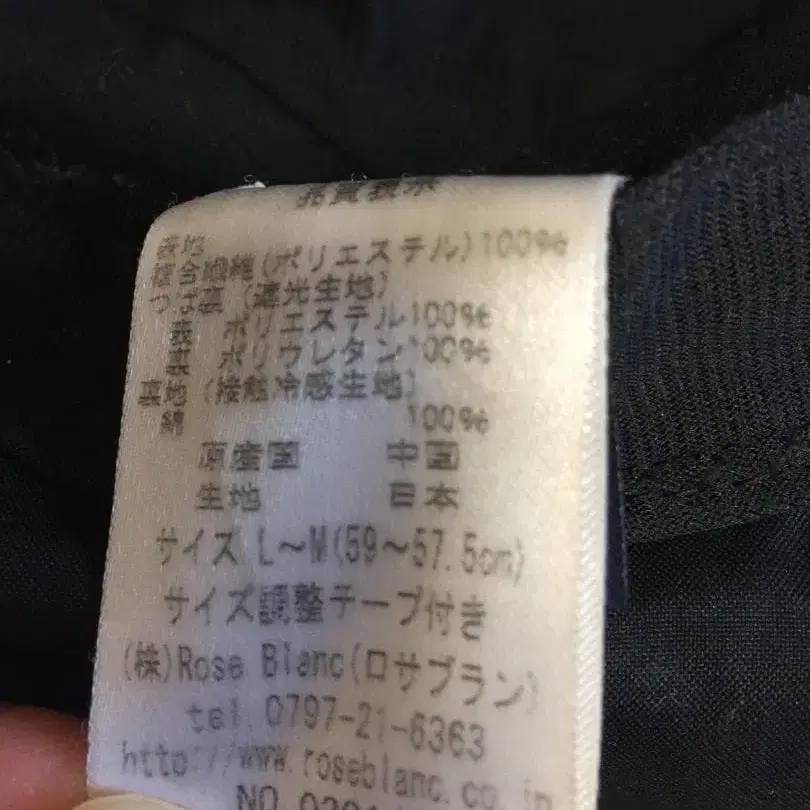 品質表示
表地
複合繊維(ポリエステル)100%
つば裏(遮光生地)
表 ポリエステル100%
裏 ポリウレタン100%
裏地(接触冷感生地)
綿 100%
原産国 中国
生地 日本
サイズ L〜M(59〜57.5cm)
サイズ調整テープ付き
(株)Rose Blanc(ロサブラン)
tel.0797-21-6363
http://www.roseblanc.co.jp
NO.